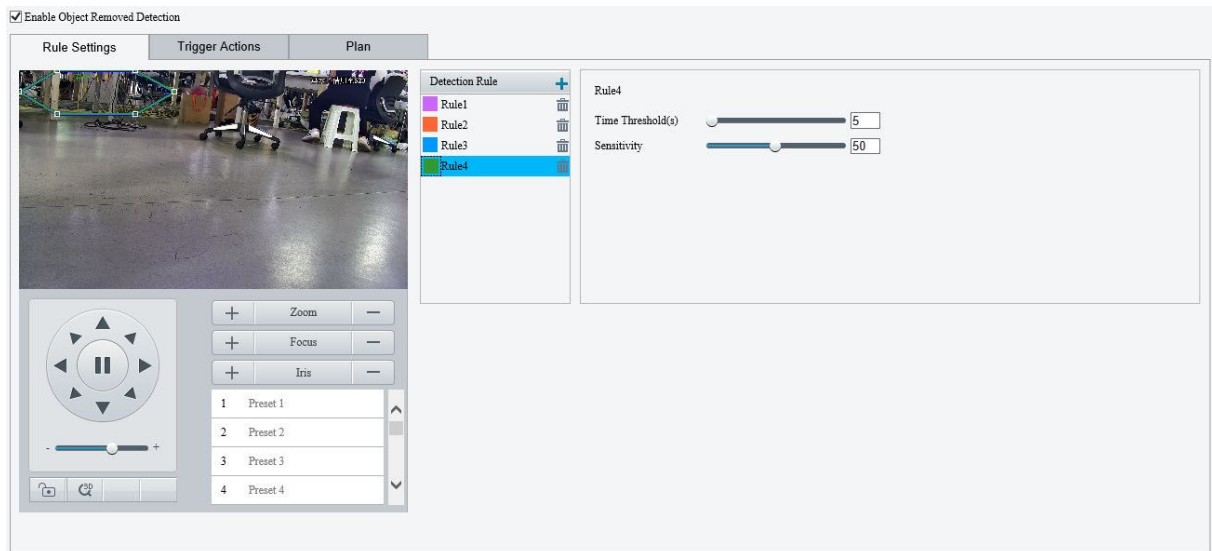 Enable Object Removed Detection
Rule Settings
Trigger Actions
Plan
Detection Rule
Rule1
Rule2
Rule3
Rule4
Rule4
Time Threshold(s)
5
Sensitivity
50
+ Zoom −
+ Focus −
+ Iris −
- +
3D
1 Preset 1
2 Preset 2
3 Preset 3
4 Preset 4